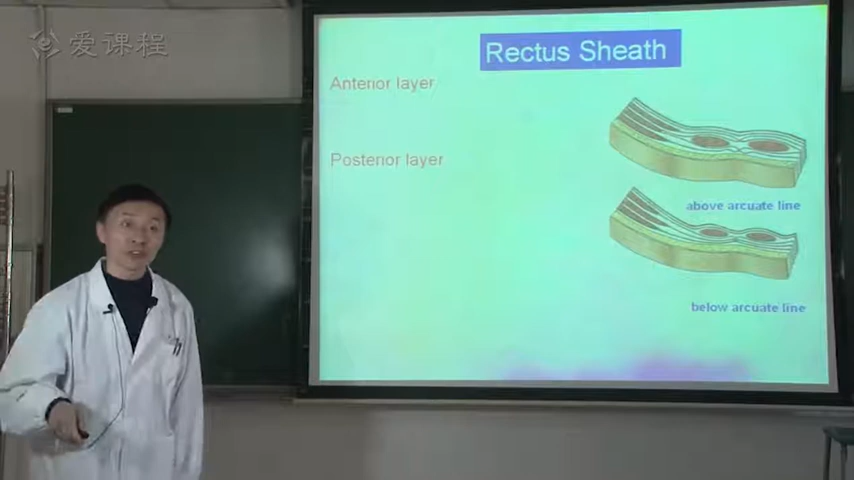 爱课程
Rectus Sheath
Anterior layer
Posterior layer
above arcuate line
below arcuate line